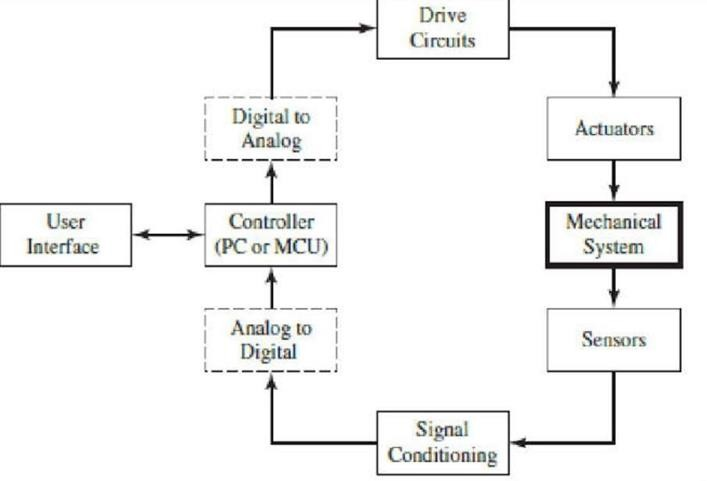 Drive
Circuits
Digital to
Analog
Actuators
User
Interface
Controller
(PC or MCU)
Mechanical
System
Analog to
Digital
Sensors
Signal
Conditioning